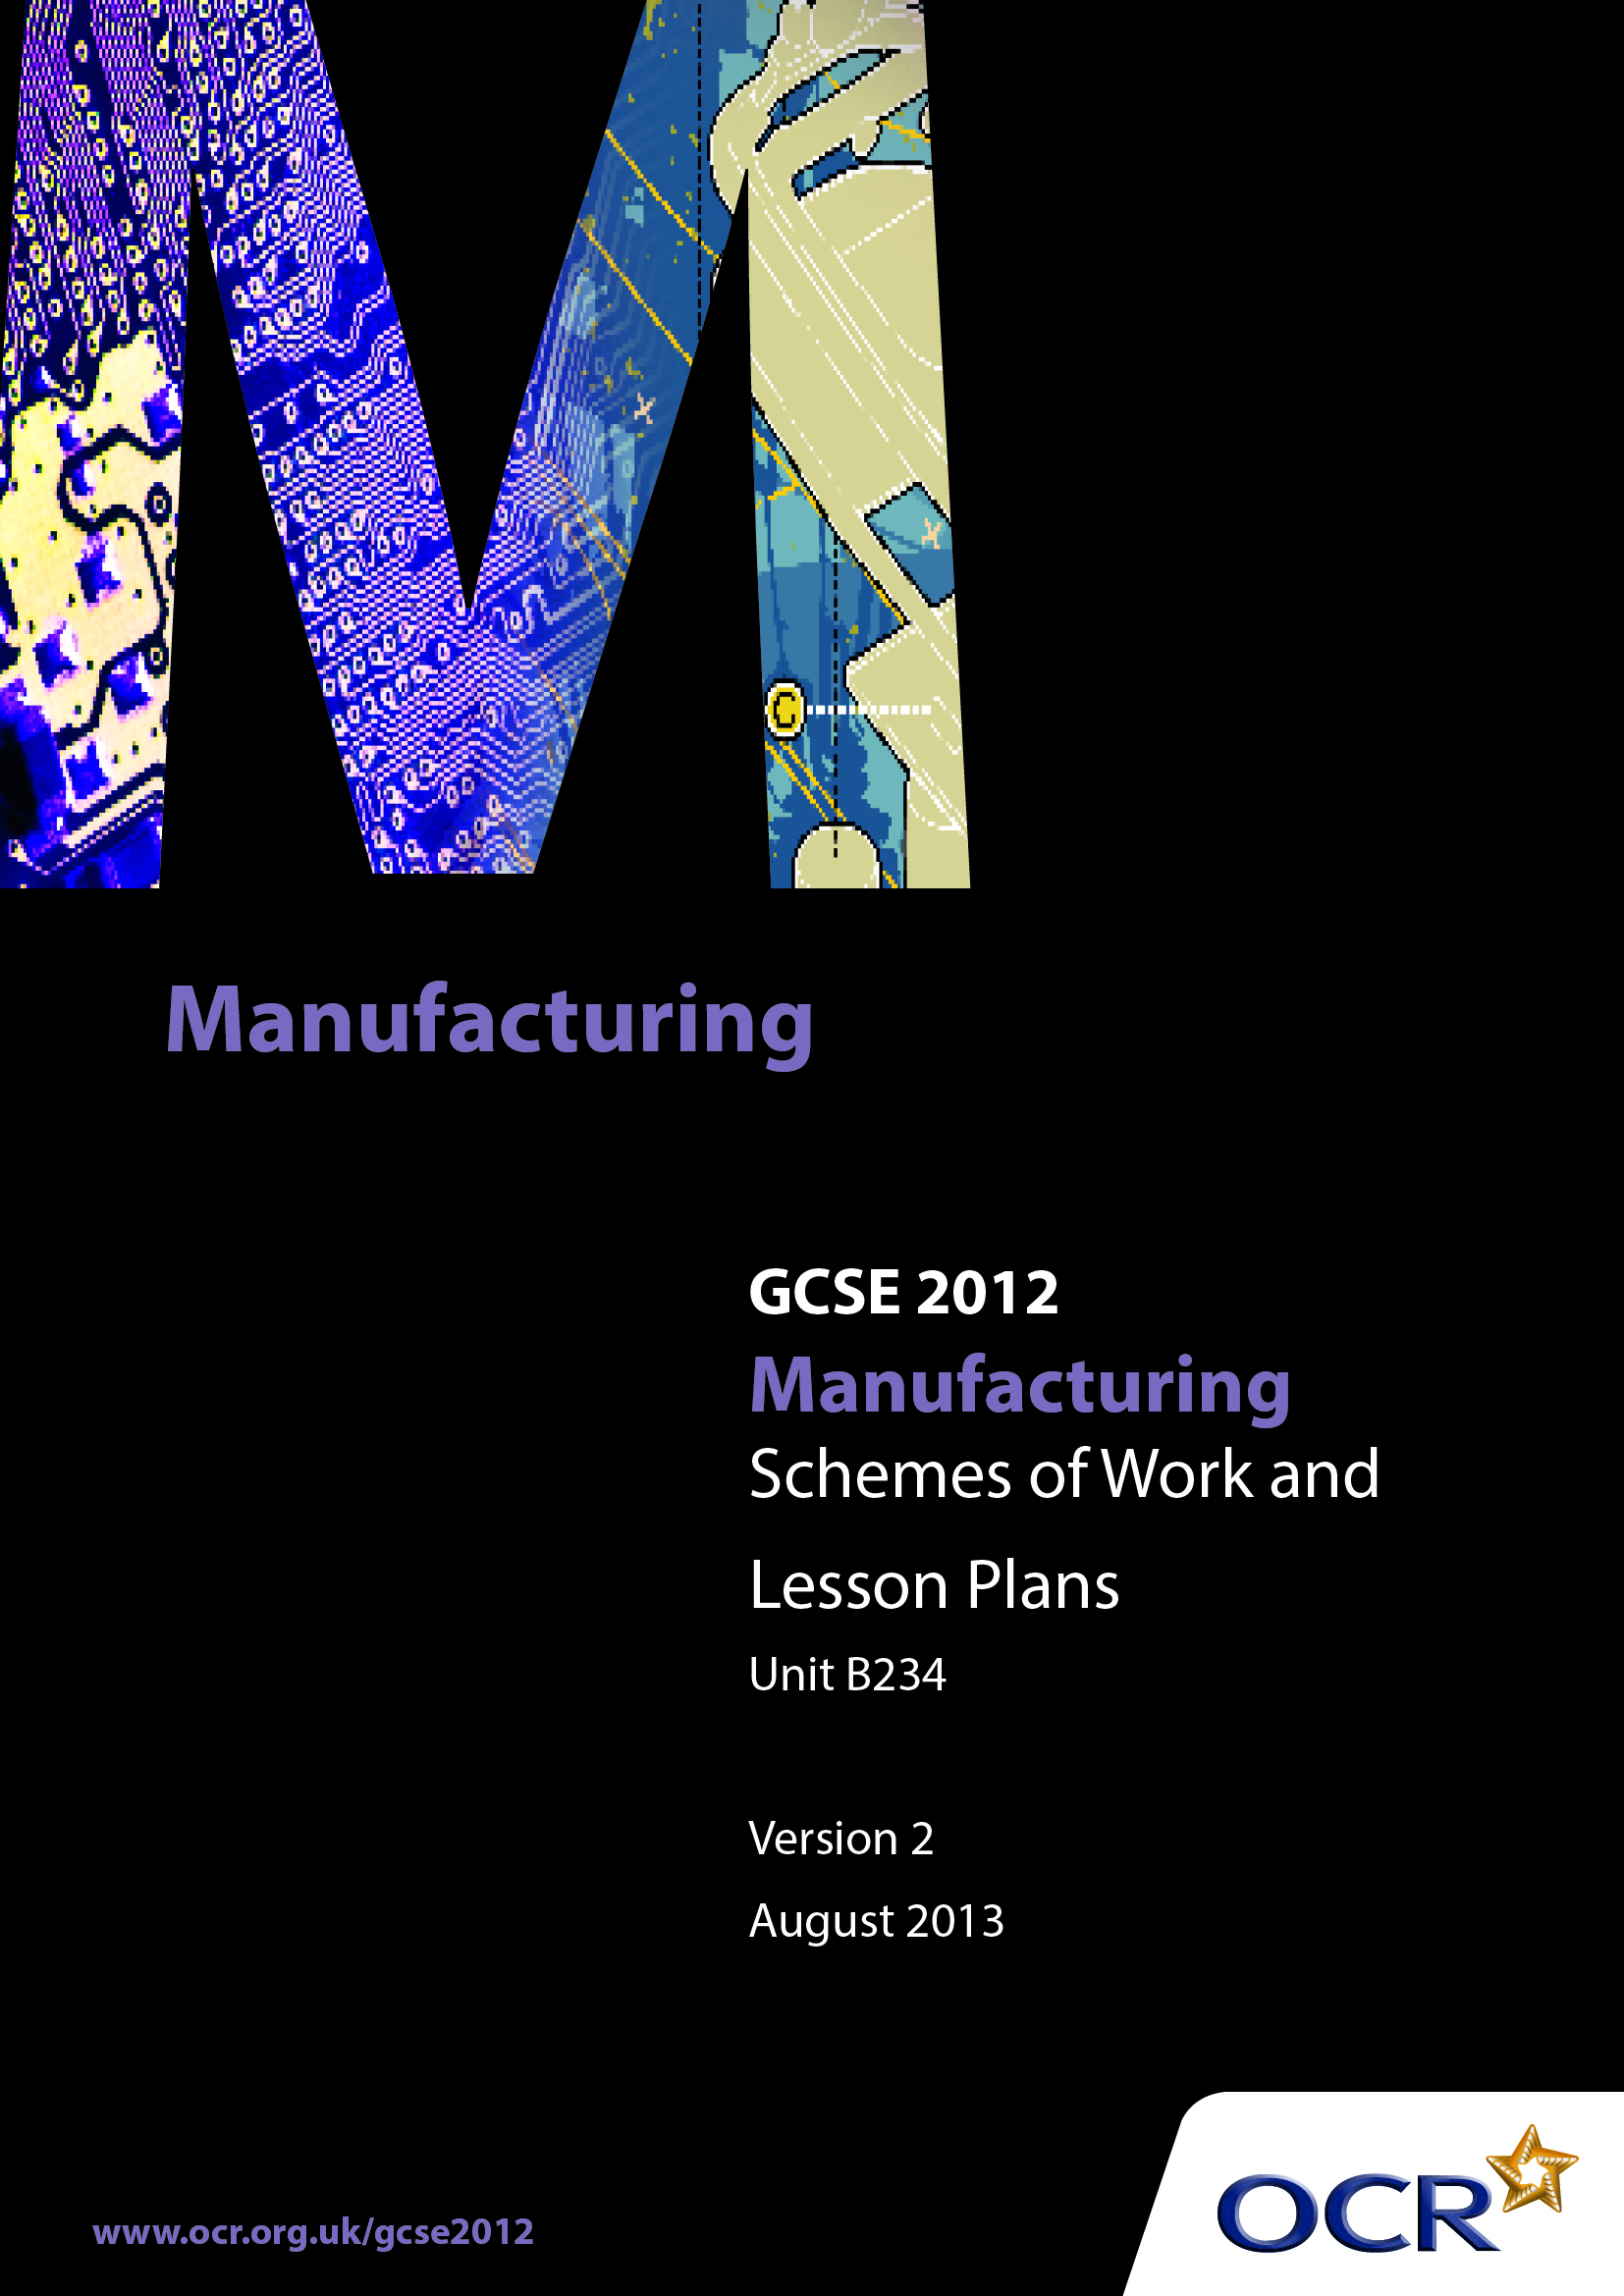 M
C
Manufacturing
GCSE 2012
Manufacturing
Schemes of Work and
Lesson Plans
Unit B234
Version 2
August 2013
www.ocr.org.uk/gcse2012
OCR